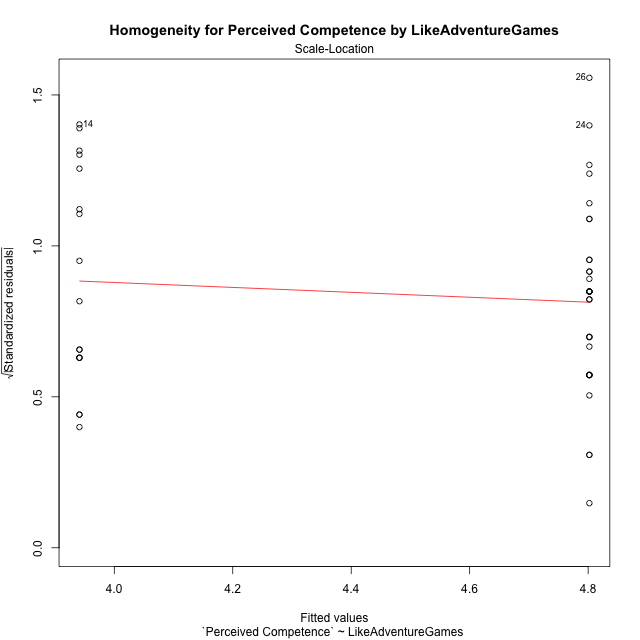 Homogeneity for Perceived Competence by LikeAdventureGames
Scale-Location
26
1.5
14
24
1.0
√|Standardized residuals|
0.5
0.0
4.0 4.2 4.4 4.6 4.8
Fitted values
`Perceived Competence` ~ LikeAdventureGames